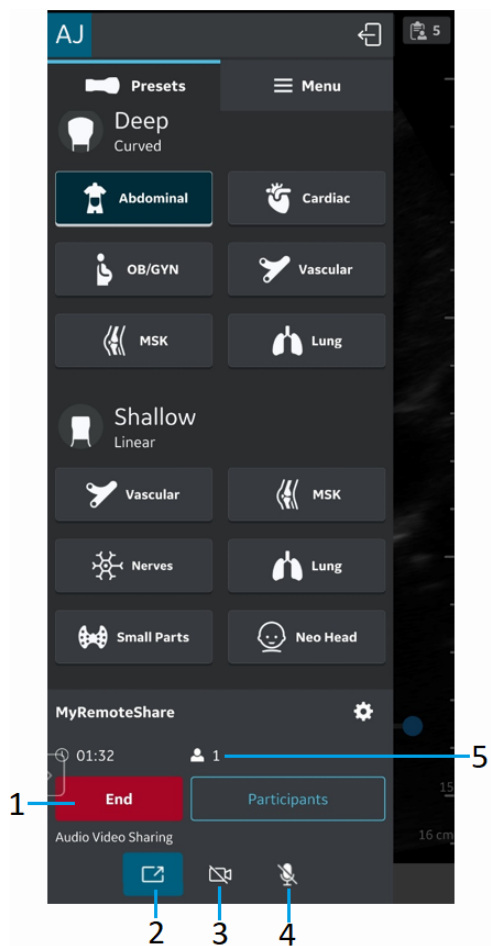 AJ
5
Presets
Menu
Deep
Curved
Abdominal
Cardiac
OB/GYN
Vascular
MSK
Lung
Shallow
Linear
Vascular
MSK
Nerves
Lung
Small Parts
Neo Head
MyRemoteShare
01:32
1
5
15
1
End
Participants
Audio Video Sharing
16 cm
2
3
4